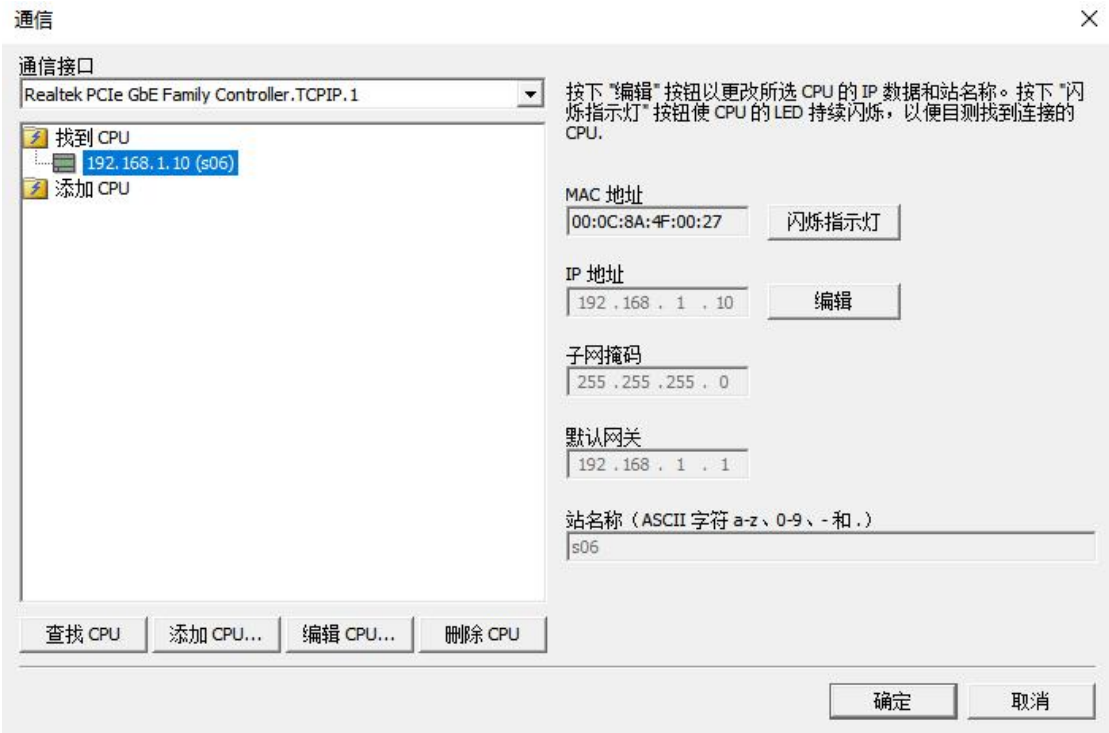 通信
通信接口
Realtek PCIe GbE Family Controller.TCPIP.1
找到 CPU
192.168.1.10 (s06)
添加 CPU
查找 CPU
添加 CPU...
编辑 CPU...
删除 CPU
按下 "编辑" 按钮以更改所选 CPU 的 IP 数据和站名称。按下 "闪
烁指示灯" 按钮使 CPU 的 LED 持续闪烁，以便目测找到连接的
CPU.
MAC 地址
00:0C:8A:4F:00:27
闪烁指示灯
IP 地址
192 . 168 . 1 . 10
编辑
子网掩码
255 . 255 . 255 . 0
默认网关
192 . 168 . 1 . 1
站名称（ASCII 字符 a-z、0-9、- 和 .）
s06
确定
取消